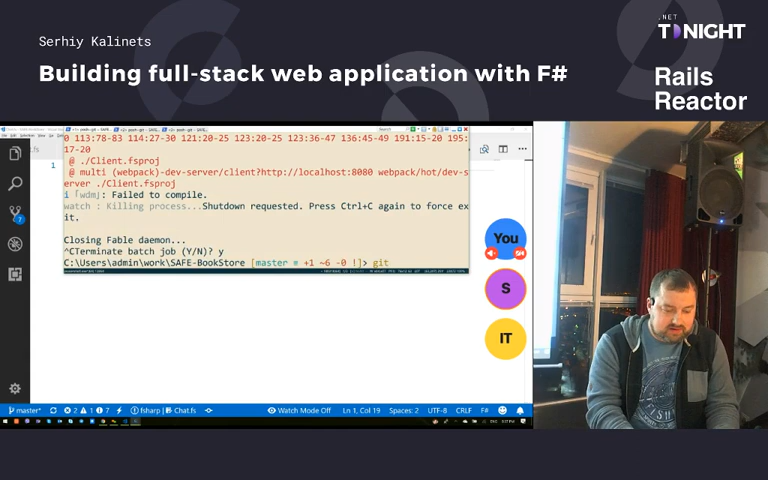 Serhiy Kalinets
Building full-stack web application with F#
.NET
TONIGHT
Rails
Reactor
0 113:78-83 114:27-30 121:20-25 123:20-25 123:36-47 136:45-49 191:15-20 195:
17-20
@ ./Client.fsproj
@ multi (webpack)-dev-server/client?http://localhost:8080 webpack/hot/dev-s
erver ./Client.fsproj
i ｢wdm｣: Failed to compile.
watch : Killing process...Shutdown requested. Press Ctrl+C again to force ex
it.
Closing Fable daemon...
^CTerminate batch job (Y/N)? y
C:\Users\admin\work\SAFE-BookStore [master ≡ +1 ~6 -0 !]> git
1
You
S
IT
7
master*
2
1
7
fsharp | Chat.fs
Watch Mode Off
Ln 1, Col 19
Spaces: 2
UTF-8
CRLF
F#